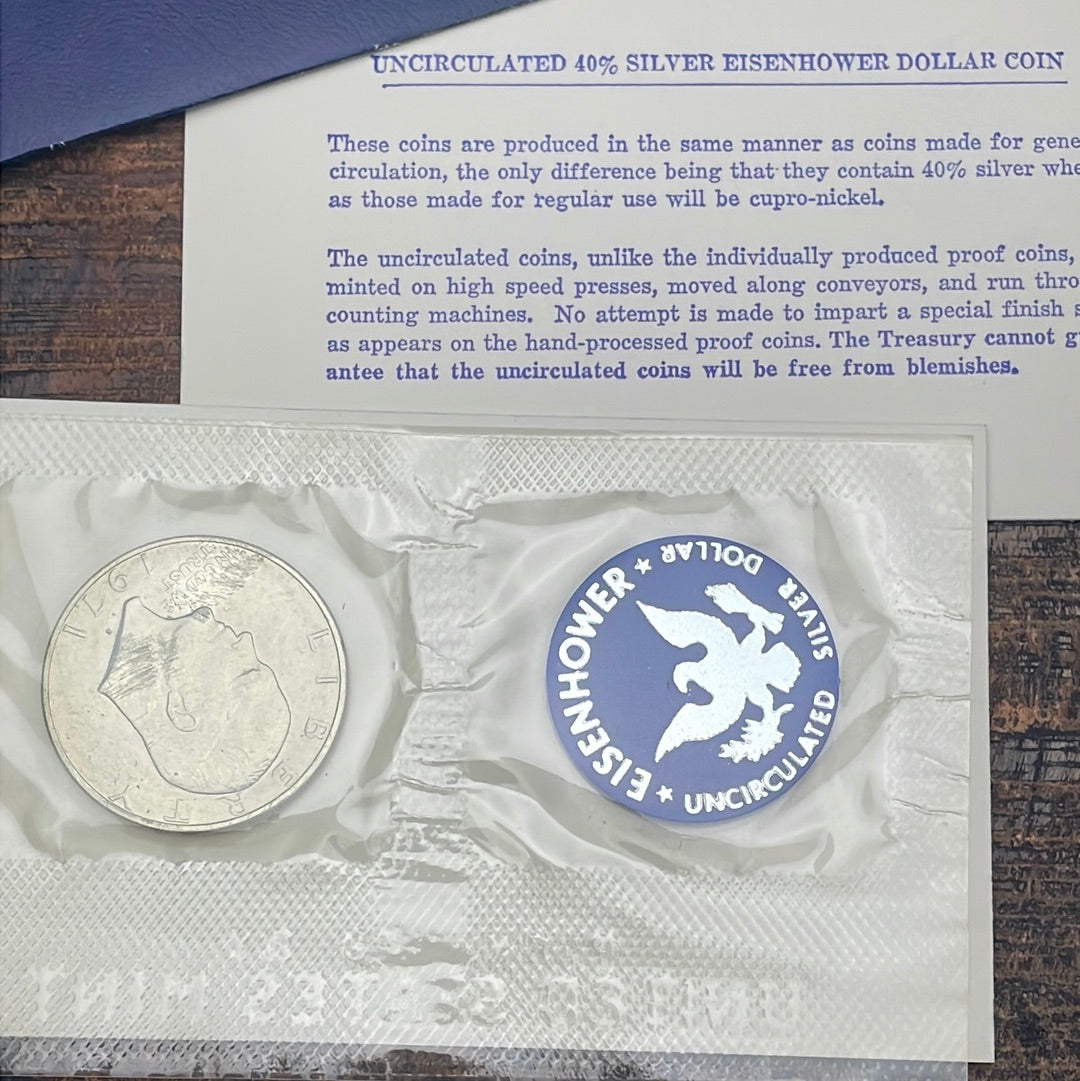 UNCIRCULATED 40% SILVER EISENHOWER DOLLAR COIN
These coins are produced in the same manner as coins made for gene
circulation, the only difference being that they contain 40% silver whe
as those made for regular use will be cupro-nickel.
The uncirculated coins, unlike the individually produced proof coins,
minted on high speed presses, moved along conveyors, and run thro
counting machines. No attempt is made to impart a special finish s
as appears on the hand-processed proof coins. The Treasury cannot g
antee that the uncirculated coins will be free from blemishes.
LIBERTY
IN GOD
WE TRUST
1971
EISENHOWER ★ DOLLAR
SILVER
UNCIRCULATED ★
UNITED STATES MINT